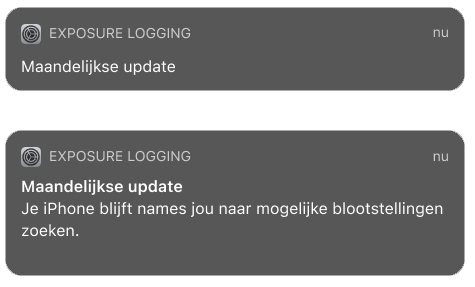 EXPOSURE LOGGING nu
Maandelijkse update
EXPOSURE LOGGING nu
Maandelijkse update
Je iPhone blijft names jou naar mogelijke blootstellingen
zoeken.